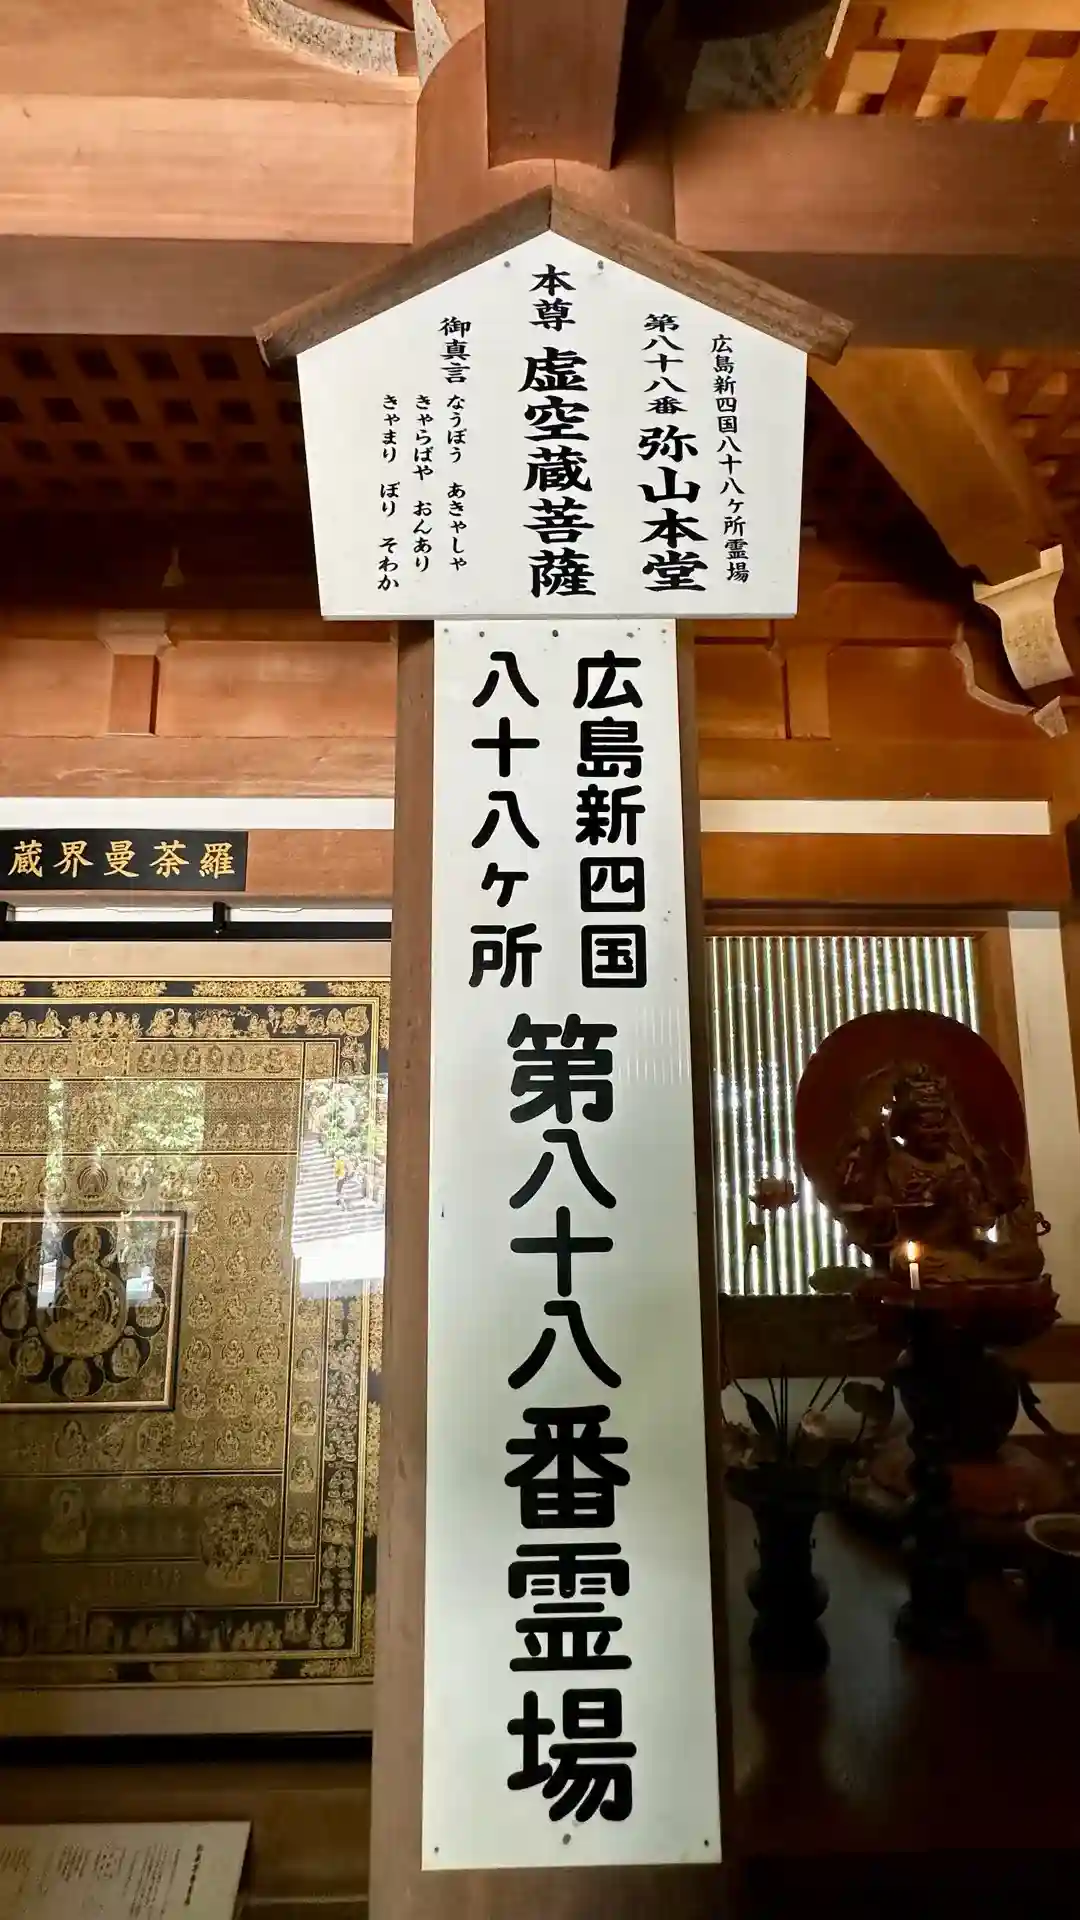 広島新四国八十八ヶ所霊場
第八十八番 弥山本堂
本尊 虚空蔵菩薩
御真言 なうぼう あきゃしゃ
きゃらばや おんあり
きゃまり ぼり そわか
広島新四国
八十八ヶ所
第八十八番霊場
蔵界曼荼羅